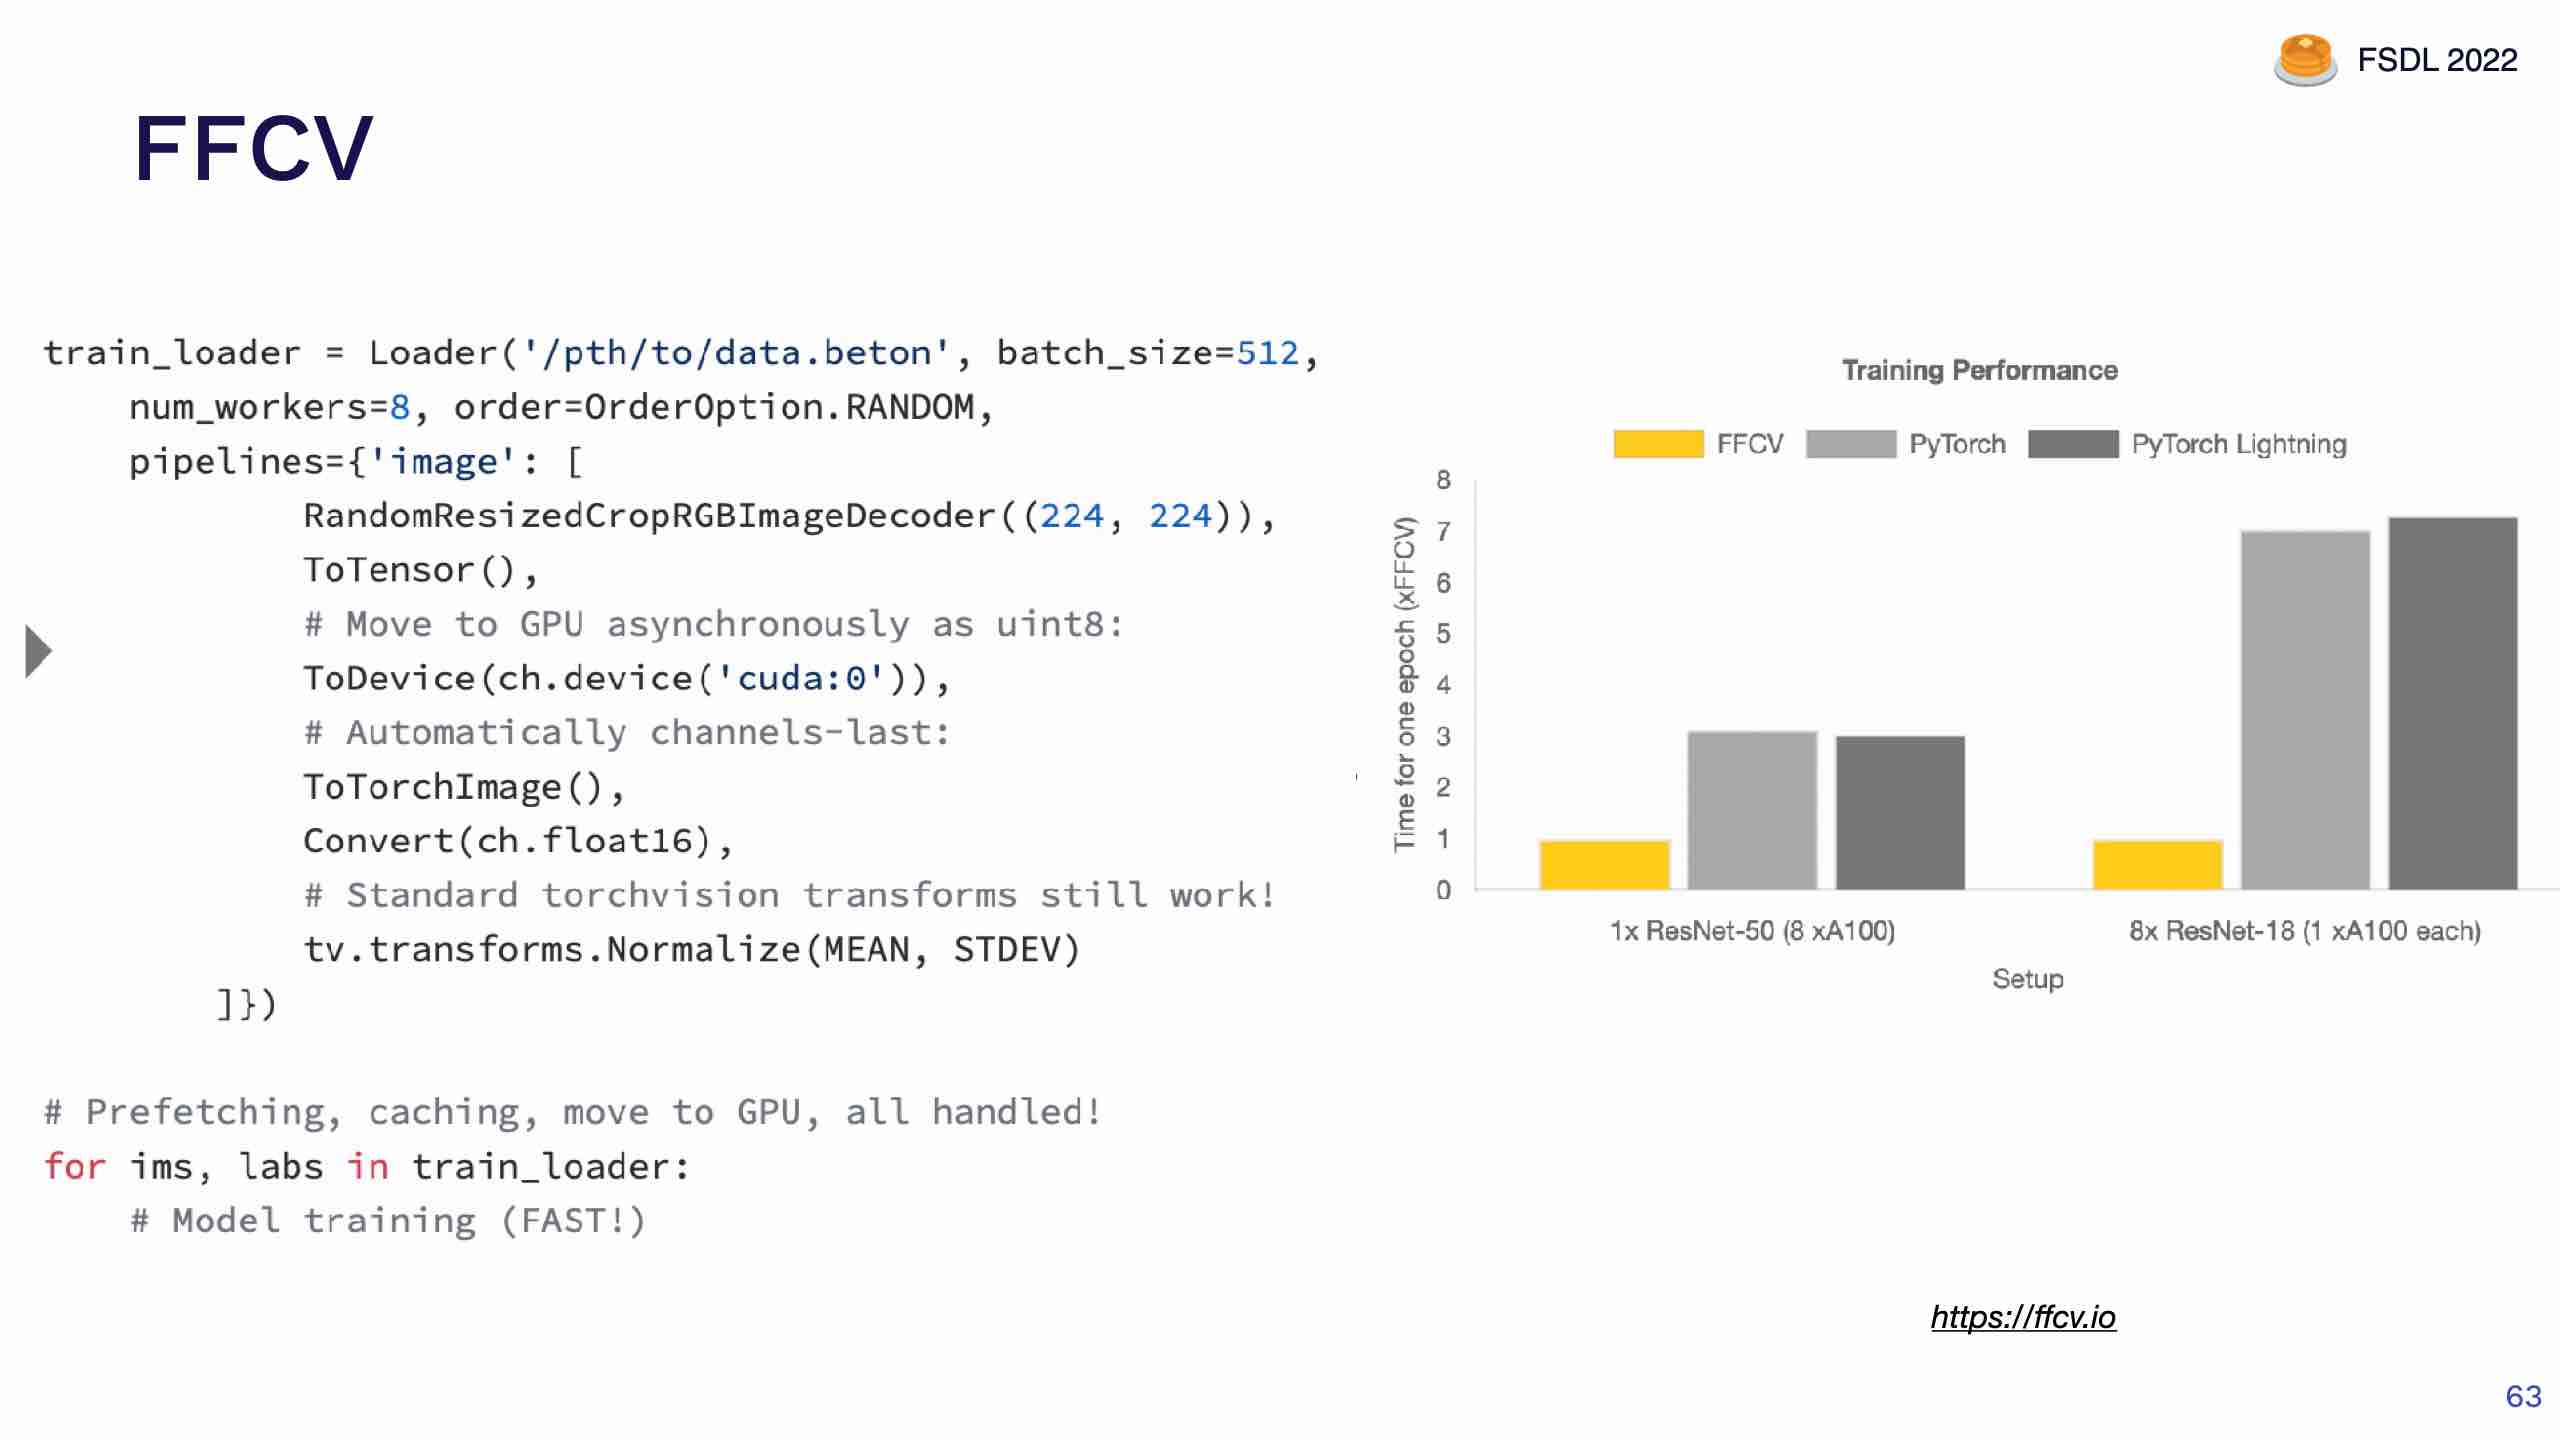 FSDL 2022
FFCV
train_loader = Loader('/pth/to/data.beton', batch_size=512,
    num_workers=8, order=OrderOption.RANDOM,
    pipelines={'image': [
            RandomResizedCropRGBImageDecoder((224, 224)),
            ToTensor(),
            # Move to GPU asynchronously as uint8:
            ToDevice(ch.device('cuda:0')),
            # Automatically channels-last:
            ToTorchImage(),
            Convert(ch.float16),
            # Standard torchvision transforms still work!
            tv.transforms.Normalize(MEAN, STDEV)
        ]})
# Prefetching, caching, move to GPU, all handled!
for ims, labs in train_loader:
    # Model training (FAST!)
Training Performance
FFCV PyTorch PyTorch Lightning
Time for one epoch (xFFCV)
8
7
6
5
4
3
2
1
0
1x ResNet-50 (8 xA100) 8x ResNet-18 (1 xA100 each)
Setup
https://ffcv.io
63